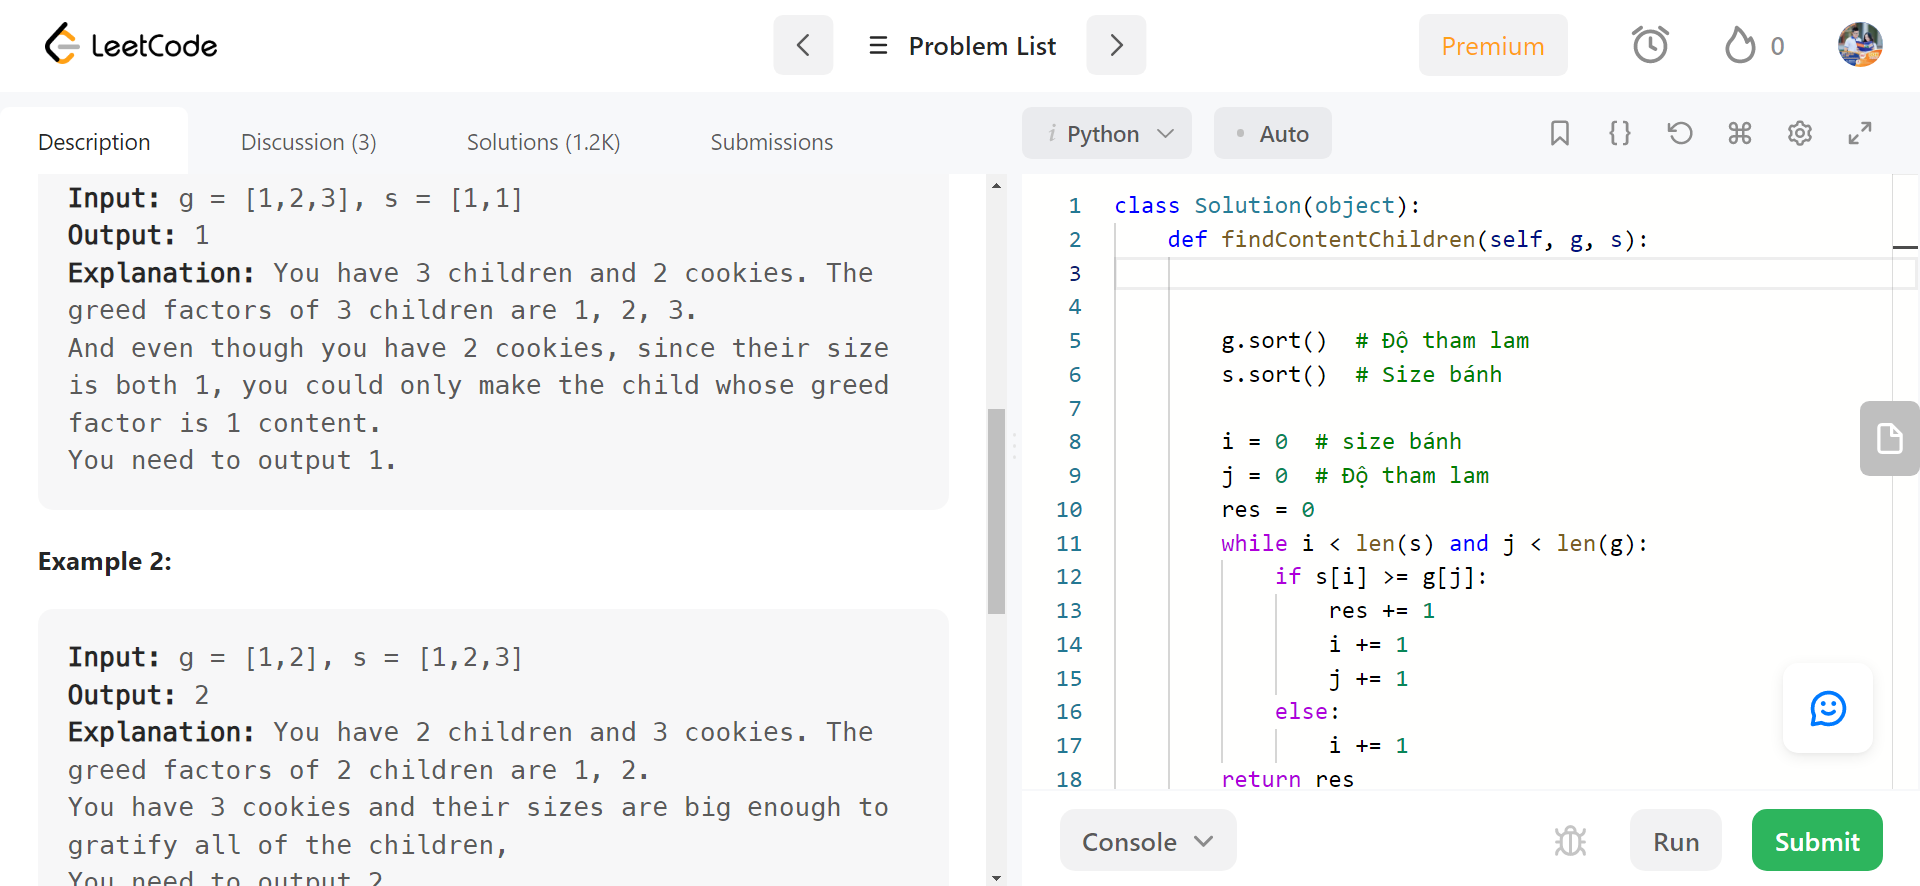 LeetCode
Problem List
Premium
0
Description
Discussion (3)
Solutions (1.2K)
Submissions
Input: g = [1,2,3], s = [1,1]
Output: 1
Explanation: You have 3 children and 2 cookies. The
greed factors of 3 children are 1, 2, 3.
And even though you have 2 cookies, since their size
is both 1, you could only make the child whose greed
factor is 1 content.
You need to output 1.
Example 2:
Input: g = [1,2], s = [1,2,3]
Output: 2
Explanation: You have 2 children and 3 cookies. The
greed factors of 2 children are 1, 2.
You have 3 cookies and their sizes are big enough to
gratify all of the children,
You need to output 2
i Python
Auto
1 class Solution(object):
2 def findContentChildren(self, g, s):
3
4
5 g.sort() # Độ tham lam
6 s.sort() # Size bánh
7
8 i = 0 # size bánh
9 j = 0 # Độ tham lam
10 res = 0
11 while i < len(s) and j < len(g):
12 if s[i] >= g[j]:
13 res += 1
14 i += 1
15 j += 1
16 else:
17 i += 1
18 return res
Console
Run
Submit